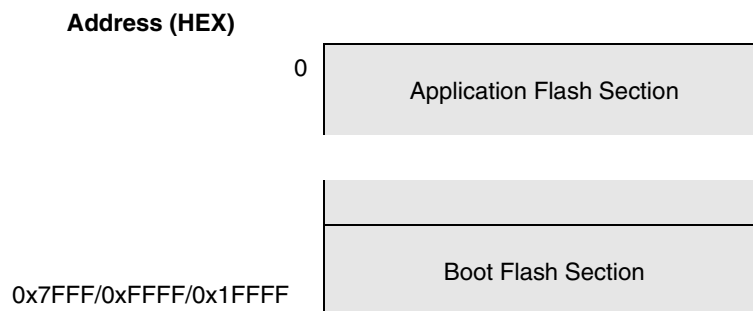 Address (HEX)
0
Application Flash Section
Boot Flash Section
0x7FFF/0xFFFF/0x1FFFF